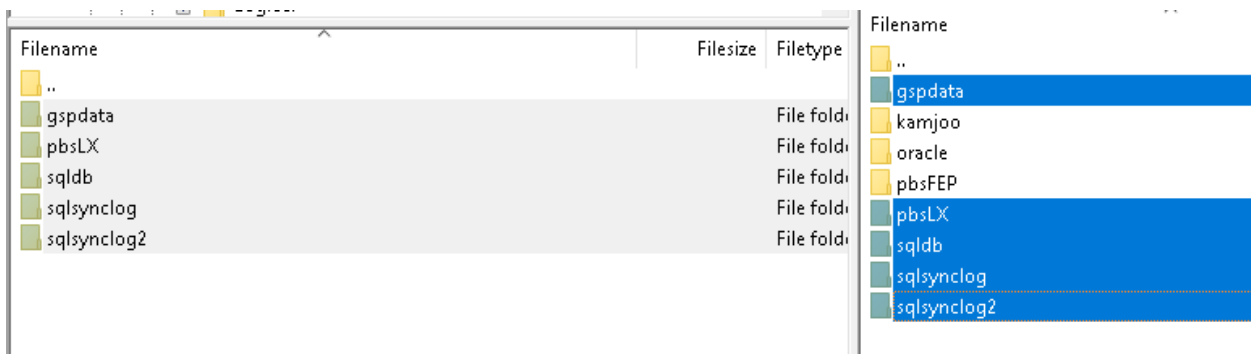 Filename Filesize Filetype
..
gspdata File fold
pbsLX File fold
sqldb File fold
sqlsynclog File fold
sqlsynclog2 File fold
Filename
..
gspdata
kamjoo
oracle
pbsFEP
pbsLX
sqldb
sqlsynclog
sqlsynclog2